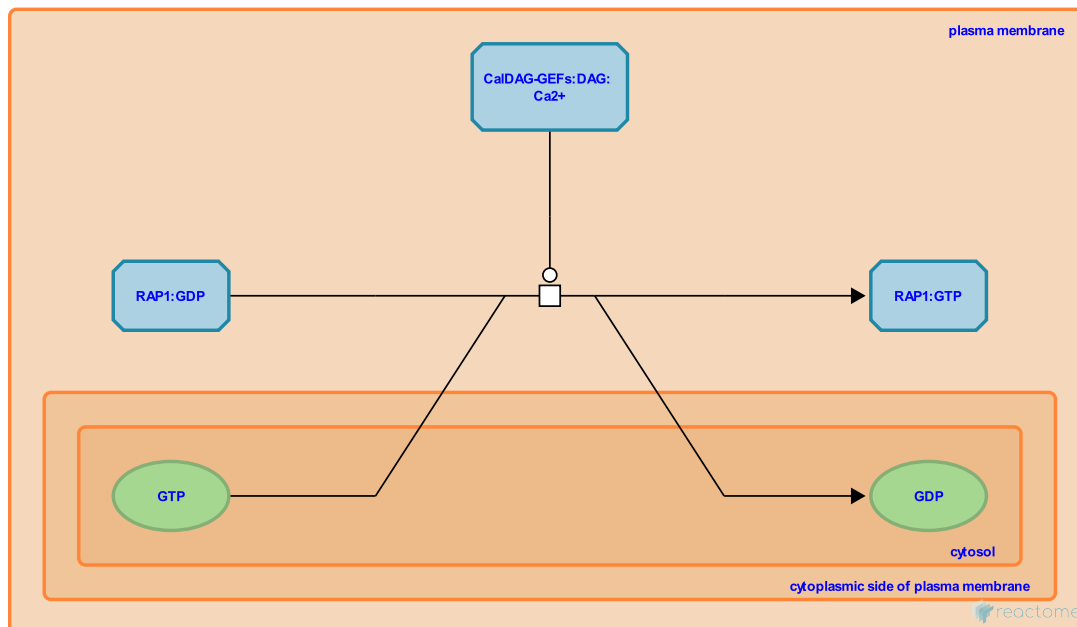 plasma membrane
CalDAG-GEFs:DAG:
Ca2+
RAP1:GDP
RAP1:GTP
GTP
GDP
cytosol
cytoplasmic side of plasma membrane
reactome